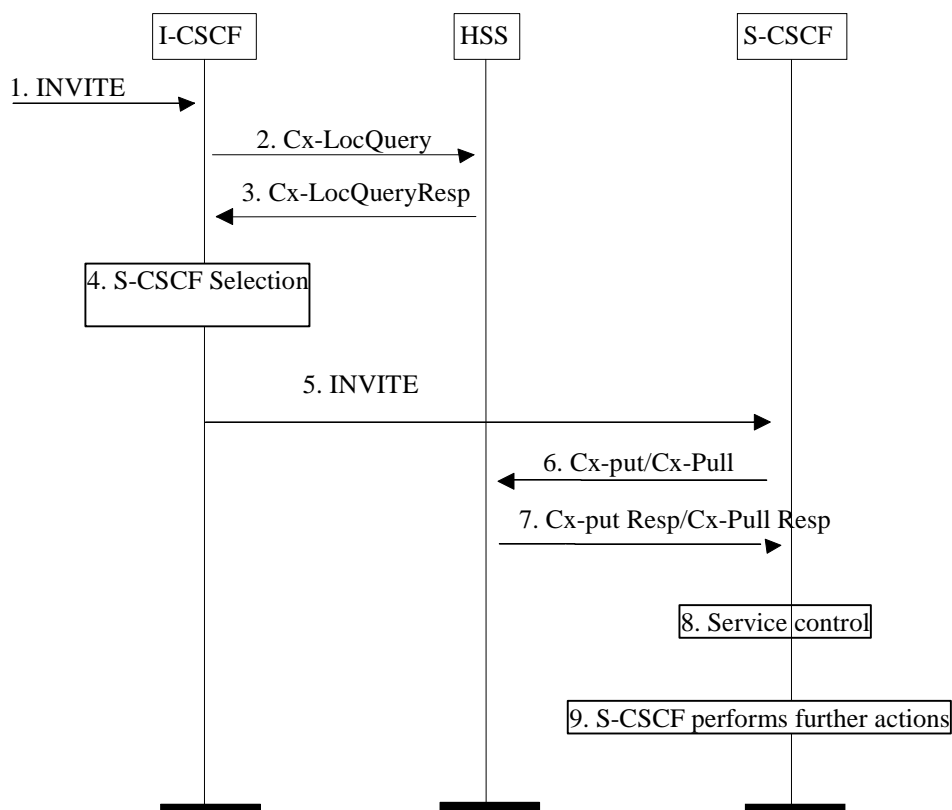 I-CSCF
HSS
S-CSCF
1. INVITE
2. Cx-LocQuery
3. Cx-LocQueryResp
4. S-CSCF Selection
5. INVITE
6. Cx-put/Cx-Pull
7. Cx-put Resp/Cx-Pull Resp
8. Service control
9. S-CSCF performs further actions